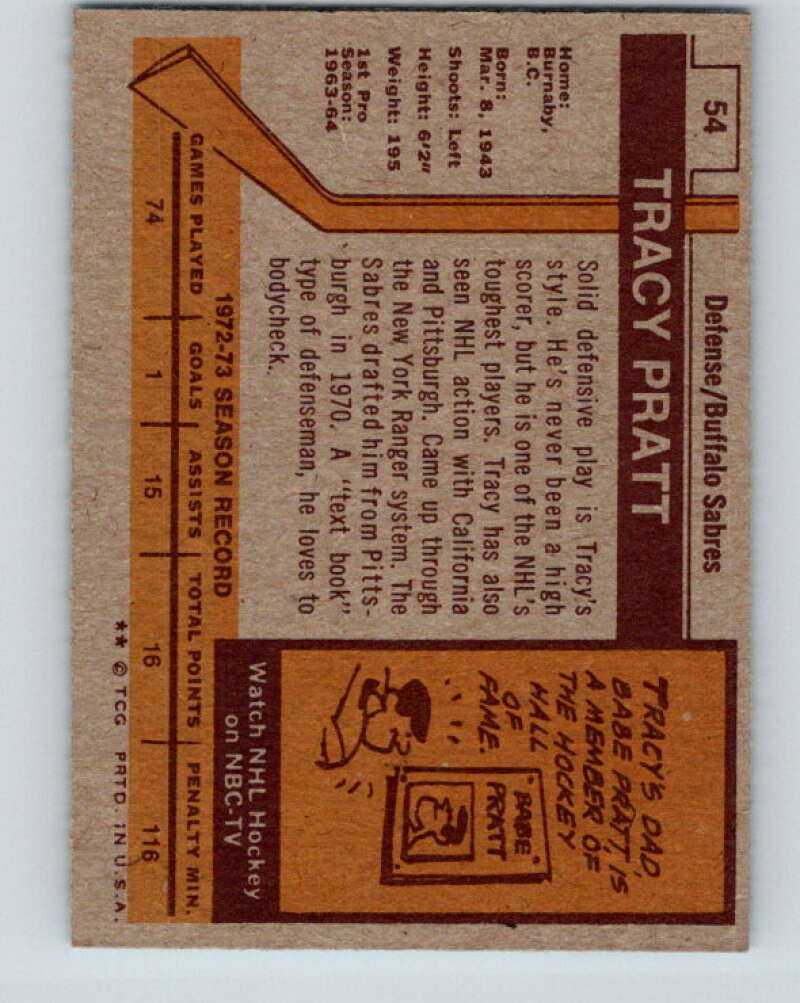 54
Defense/Buffalo Sabres
TRACY PRATT
Home:
Burnaby,
B.C.
Born:
Mar. 8, 1943
Shoots: Left
Height: 6'2"
Weight: 195
1st Pro
Season:
1963-64
Solid defensive play is Tracy's
style. He's never been a high
scorer, but he is one of the NHL's
toughest players. Tracy has also
seen NHL action with California
and Pittsburgh. Came up through
the New York Ranger system. The
Sabres drafted him from Pitts-
burgh in 1970. A "text book"
type of defenseman, he loves to
bodycheck.
TRACY'S DAD,
BABE PRATT, IS
A MEMBER OF
THE HOCKEY
HALL
OF
FAME.
"BABE"
PRATT
Watch NHL Hockey
on NBC-TV
1972-73 SEASON RECORD
GAMES PLAYED GOALS ASSISTS TOTAL POINTS PENALTY MIN.
74 1 15 16 116
** © TCG PRTD. IN U.S.A.